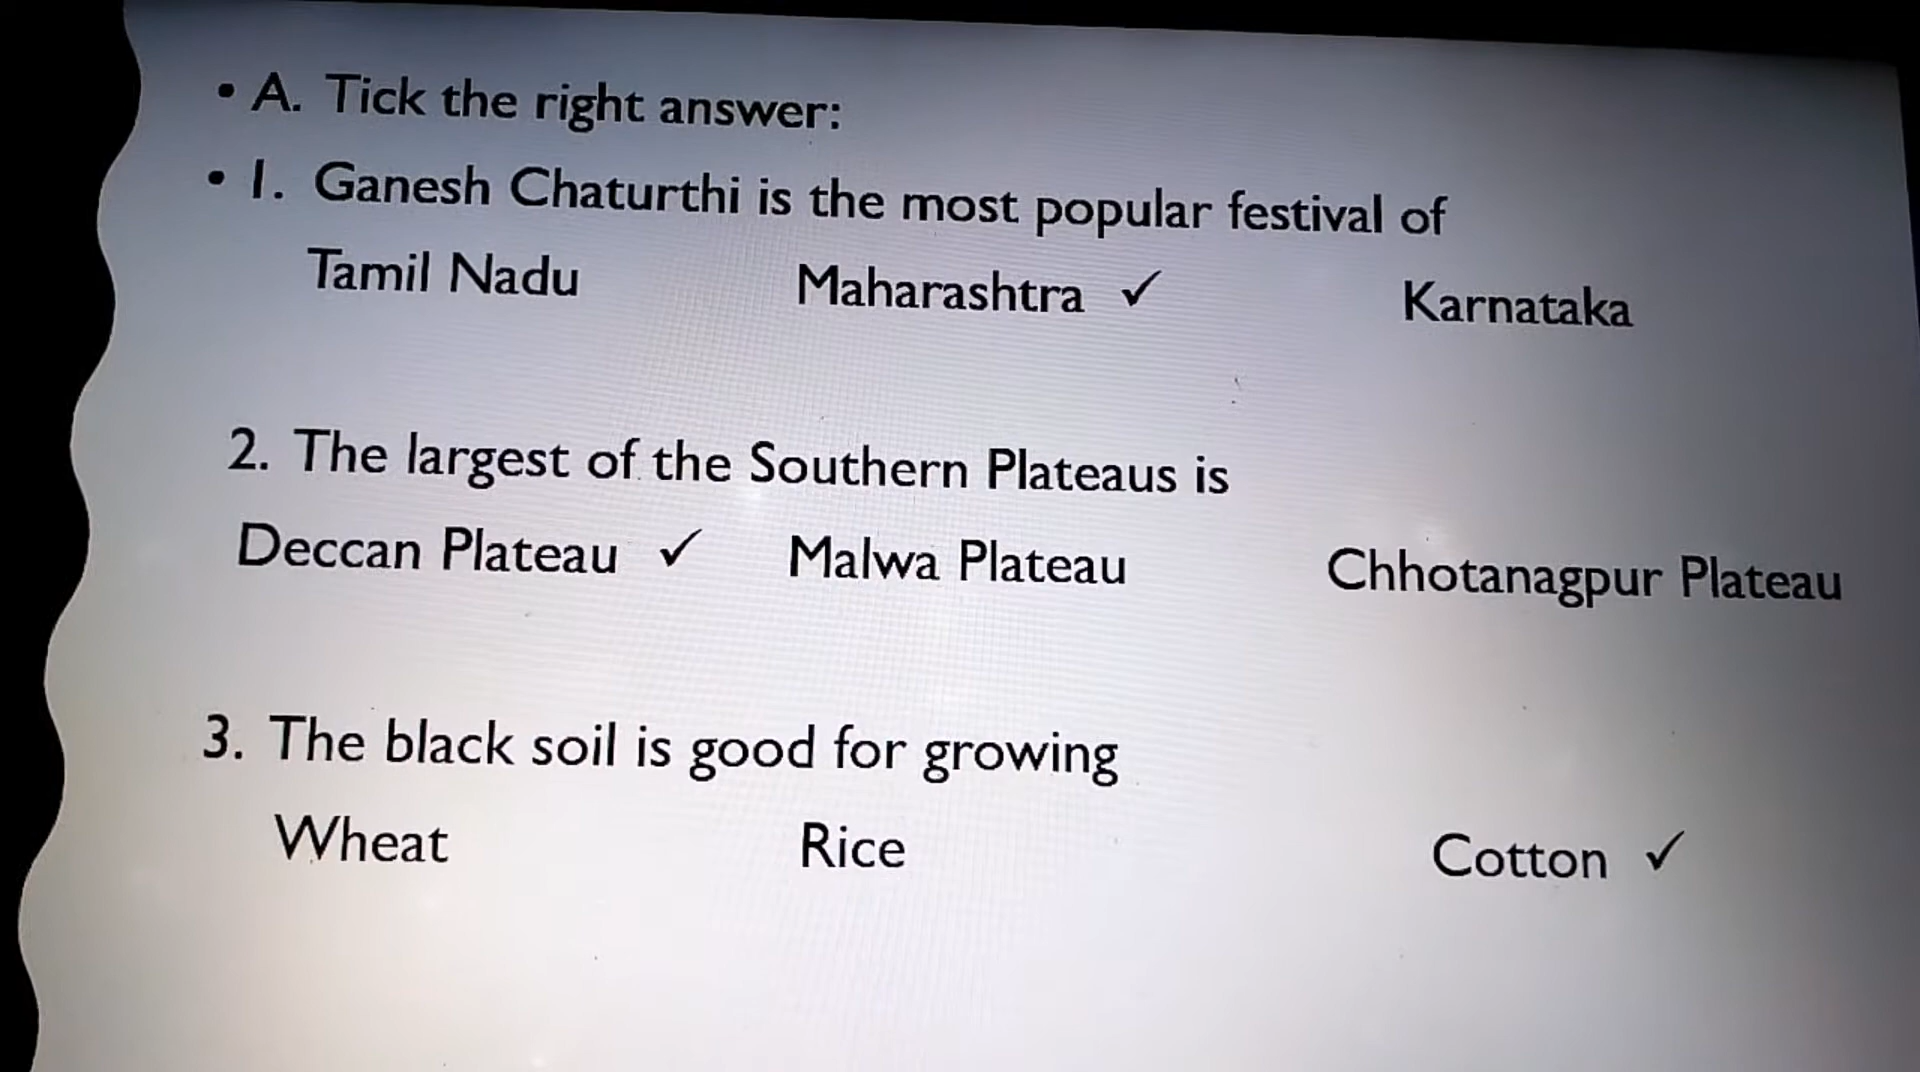 • A. Tick the right answer:
• 1. Ganesh Chaturthi is the most popular festival of
Tamil Nadu Maharashtra ✓ Karnataka
2. The largest of the Southern Plateaus is
Deccan Plateau ✓ Malwa Plateau Chhotanagpur Plateau
3. The black soil is good for growing
Wheat Rice Cotton ✓